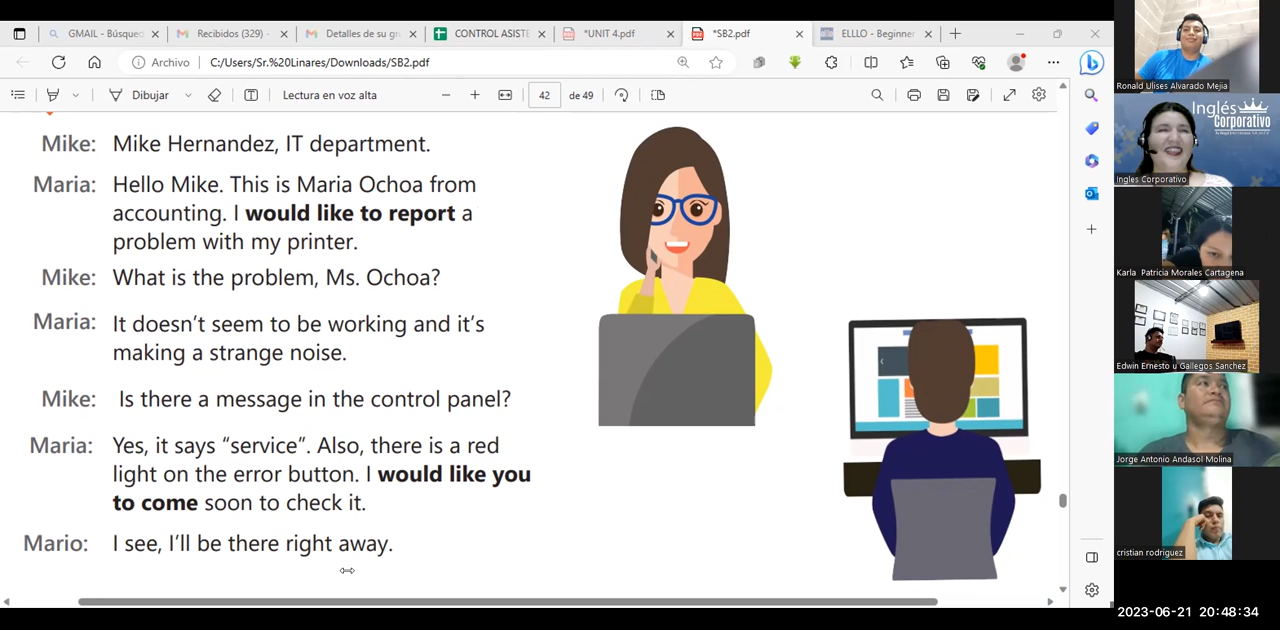 GMAIL - Búsqued
Recibidos (329) -
Detalles de su gr
CONTROL ASISTE
*UNIT 4.pdf
*SB2.pdf
ELLLO - Beginner
Archivo
C:/Users/Sr.%20Linares/Downloads/SB2.pdf
Dibujar
Lectura en voz alta
42
de 49
Mike: Mike Hernandez, IT department.
Maria: Hello Mike. This is Maria Ochoa from
accounting. I would like to report a
problem with my printer.
Mike: What is the problem, Ms. Ochoa?
Maria: It doesn't seem to be working and it's
making a strange noise.
Mike: Is there a message in the control panel?
Maria: Yes, it says “service”. Also, there is a red
light on the error button. I would like you
to come soon to check it.
Mario: I see, I'll be there right away.
Ronald Ulises Alvarado Mejia
Inglés
Corporativo
Ingles Corporativo
Karla Patricia Morales Cartagena
Edwin Ernesto u Gallegos Sanchez
Jorge Antonio Andasol Molina
cristian rodriguez
2023-06-21 20:48:34